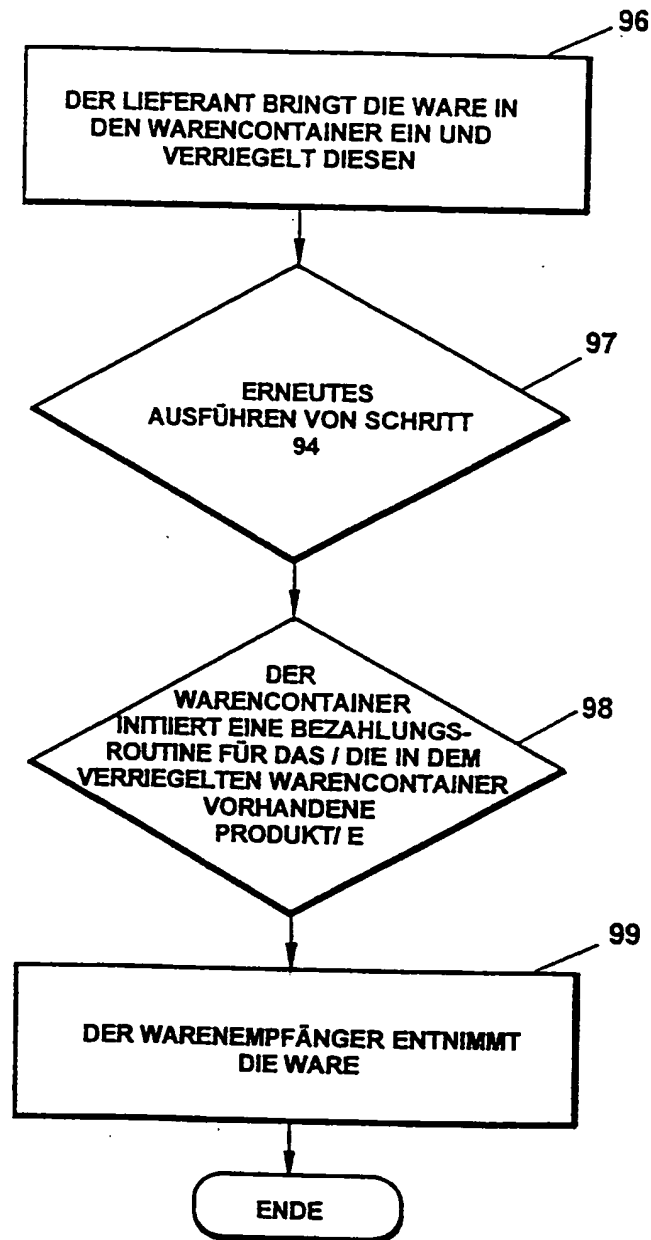 96
DER LIEFERANT BRINGT DIE WARE IN
DEN WARENCONTAINER EIN UND
VERRIEGELT DIESEN
97
ERNEUTES
AUSFÜHREN VON SCHRITT
94
DER
WARENCONTAINER
INITIIERT EINE BEZAHLUNGS-
ROUTINE FÜR DAS / DIE IN DEM
VERRIEGELTEN WARENCONTAINER
VORHANDENE
PRODUKT/ E
98
99
DER WARENEMPFÄNGER ENTNIMMT
DIE WARE
ENDE